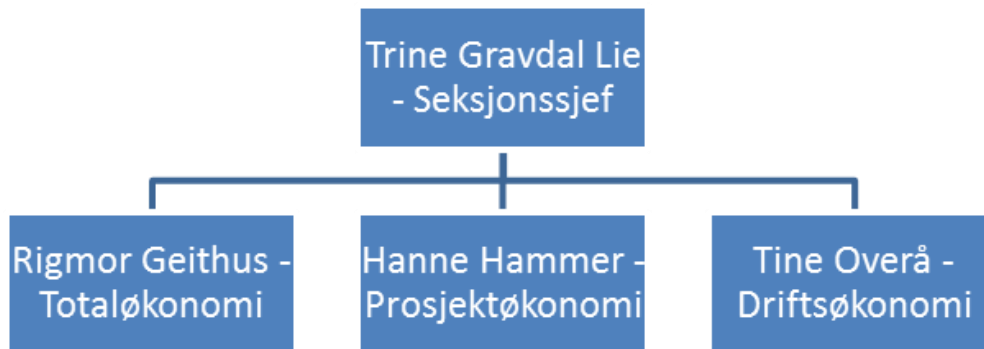 Trine Gravdal Lie
- Seksjonssjef
Rigmor Geithus -
Totaløkonomi
Hanne Hammer -
Prosjektøkonomi
Tine Overå -
Driftsøkonomi